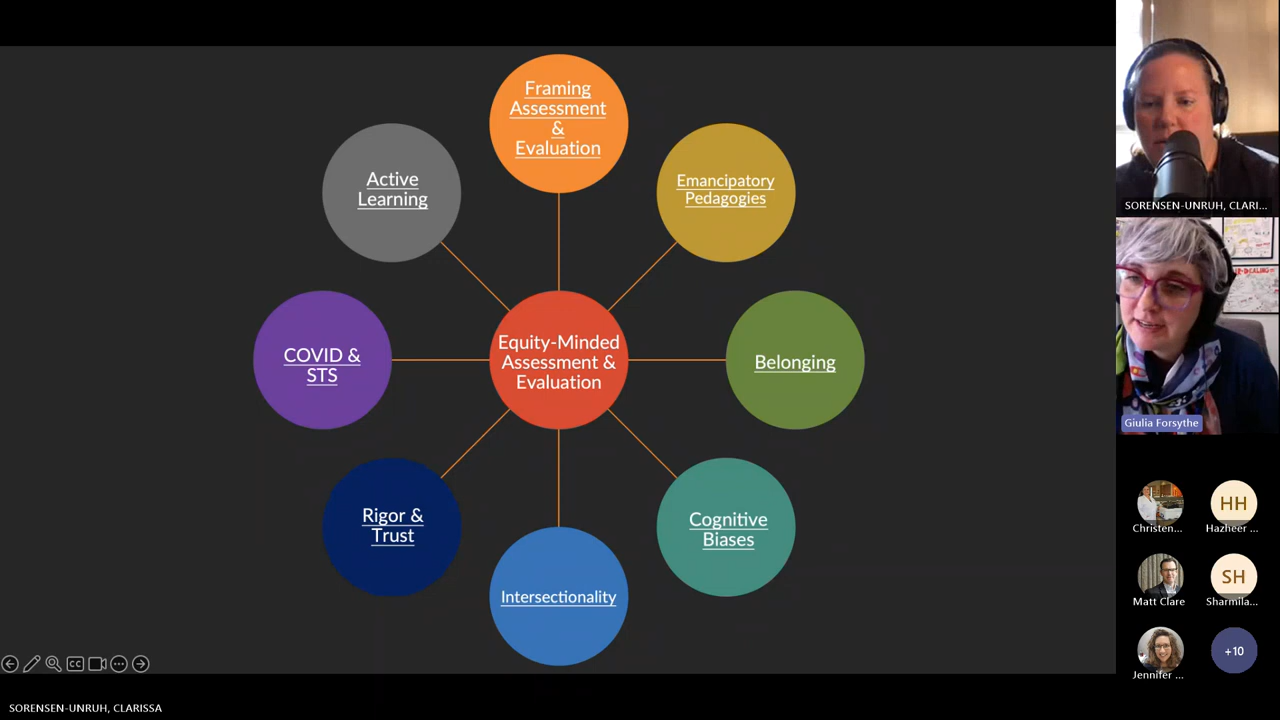 Framing
Assessment
&
Evaluation
Emancipatory
Pedagogies
Belonging
Cognitive
Biases
Intersectionality
Rigor &
Trust
COVID &
STS
Active
Learning
Equity-Minded
Assessment &
Evaluation
CC
SORENSEN-UNRUH, CLARISSA
SORENSEN-UNRUH, CLARI...
Giulia Forsythe
Christen...
HH
Hazheer ...
Matt Clare
SH
Sharmila...
Jennifer ...
+10